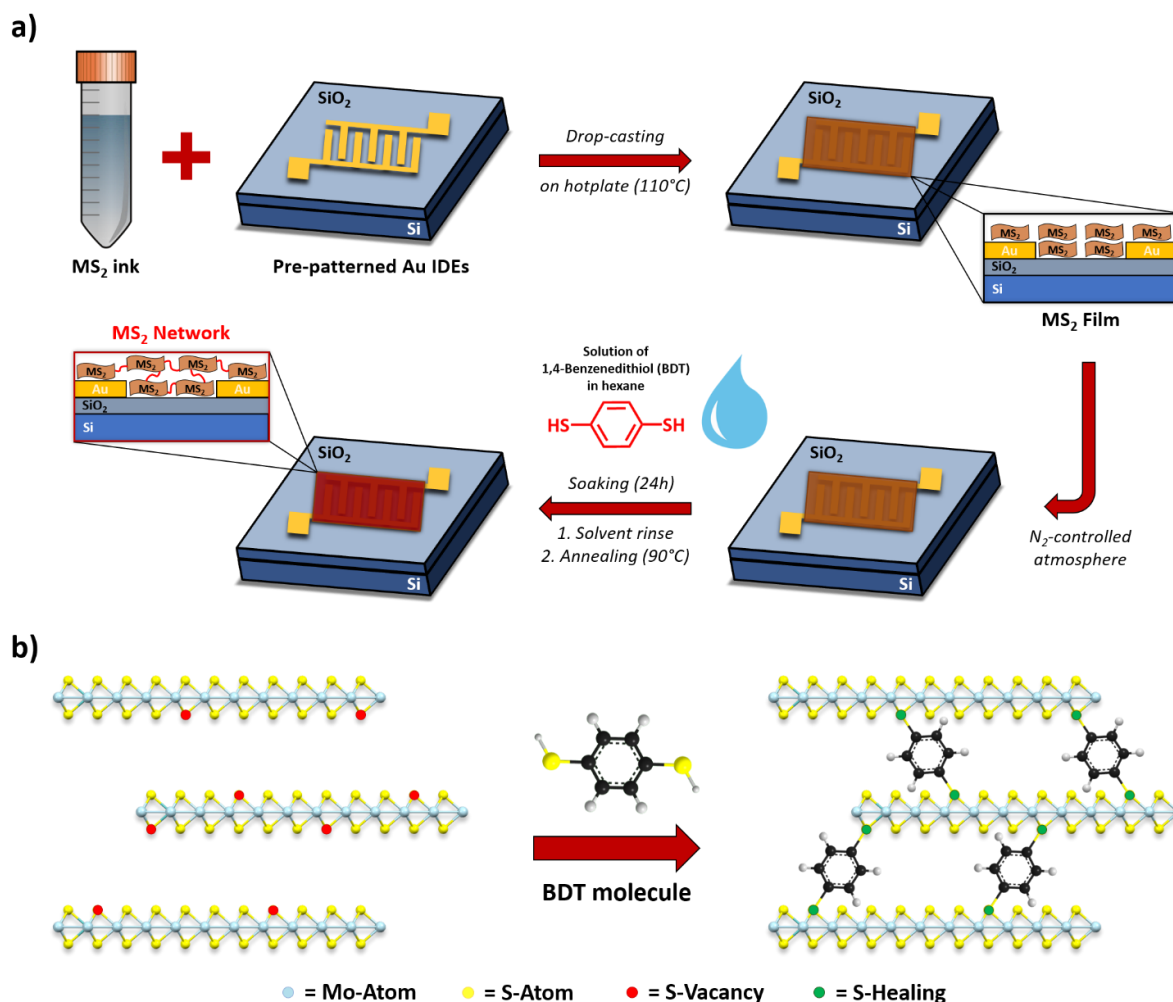 a)
MS₂ ink
SiO₂
Si
Pre-patterned Au IDEs
Drop-casting
on hotplate (110°C)
SiO₂
Si
MS₂ MS₂ MS₂ MS₂
Au MS₂ MS₂ Au
SiO₂
Si
MS₂ Film
N₂-controlled
atmosphere
SiO₂
Si
Solution of
1,4-Benzenedithiol (BDT)
in hexane
HS SH
Soaking (24h)
1. Solvent rinse
2. Annealing (90°C)
MS₂ Network
MS₂ MS₂ MS₂ MS₂
Au MS₂ MS₂ Au
SiO₂
Si
SiO₂
Si
b)
BDT molecule
= Mo-Atom = S-Atom = S-Vacancy = S-Healing